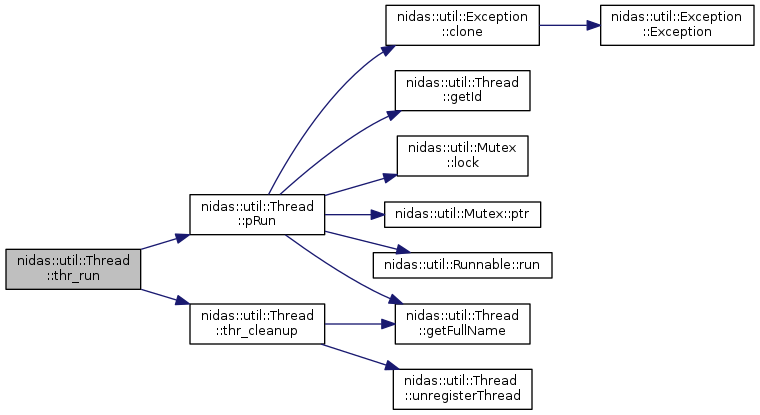 nidas::util::Exception
::clone
nidas::util::Exception
::Exception
nidas::util::Thread
::getId
nidas::util::Mutex
::lock
nidas::util::Thread
::pRun
nidas::util::Mutex::ptr
nidas::util::Thread
::thr_run
nidas::util::Runnable::run
nidas::util::Thread
::thr_cleanup
nidas::util::Thread
::getFullName
nidas::util::Thread
::unregisterThread